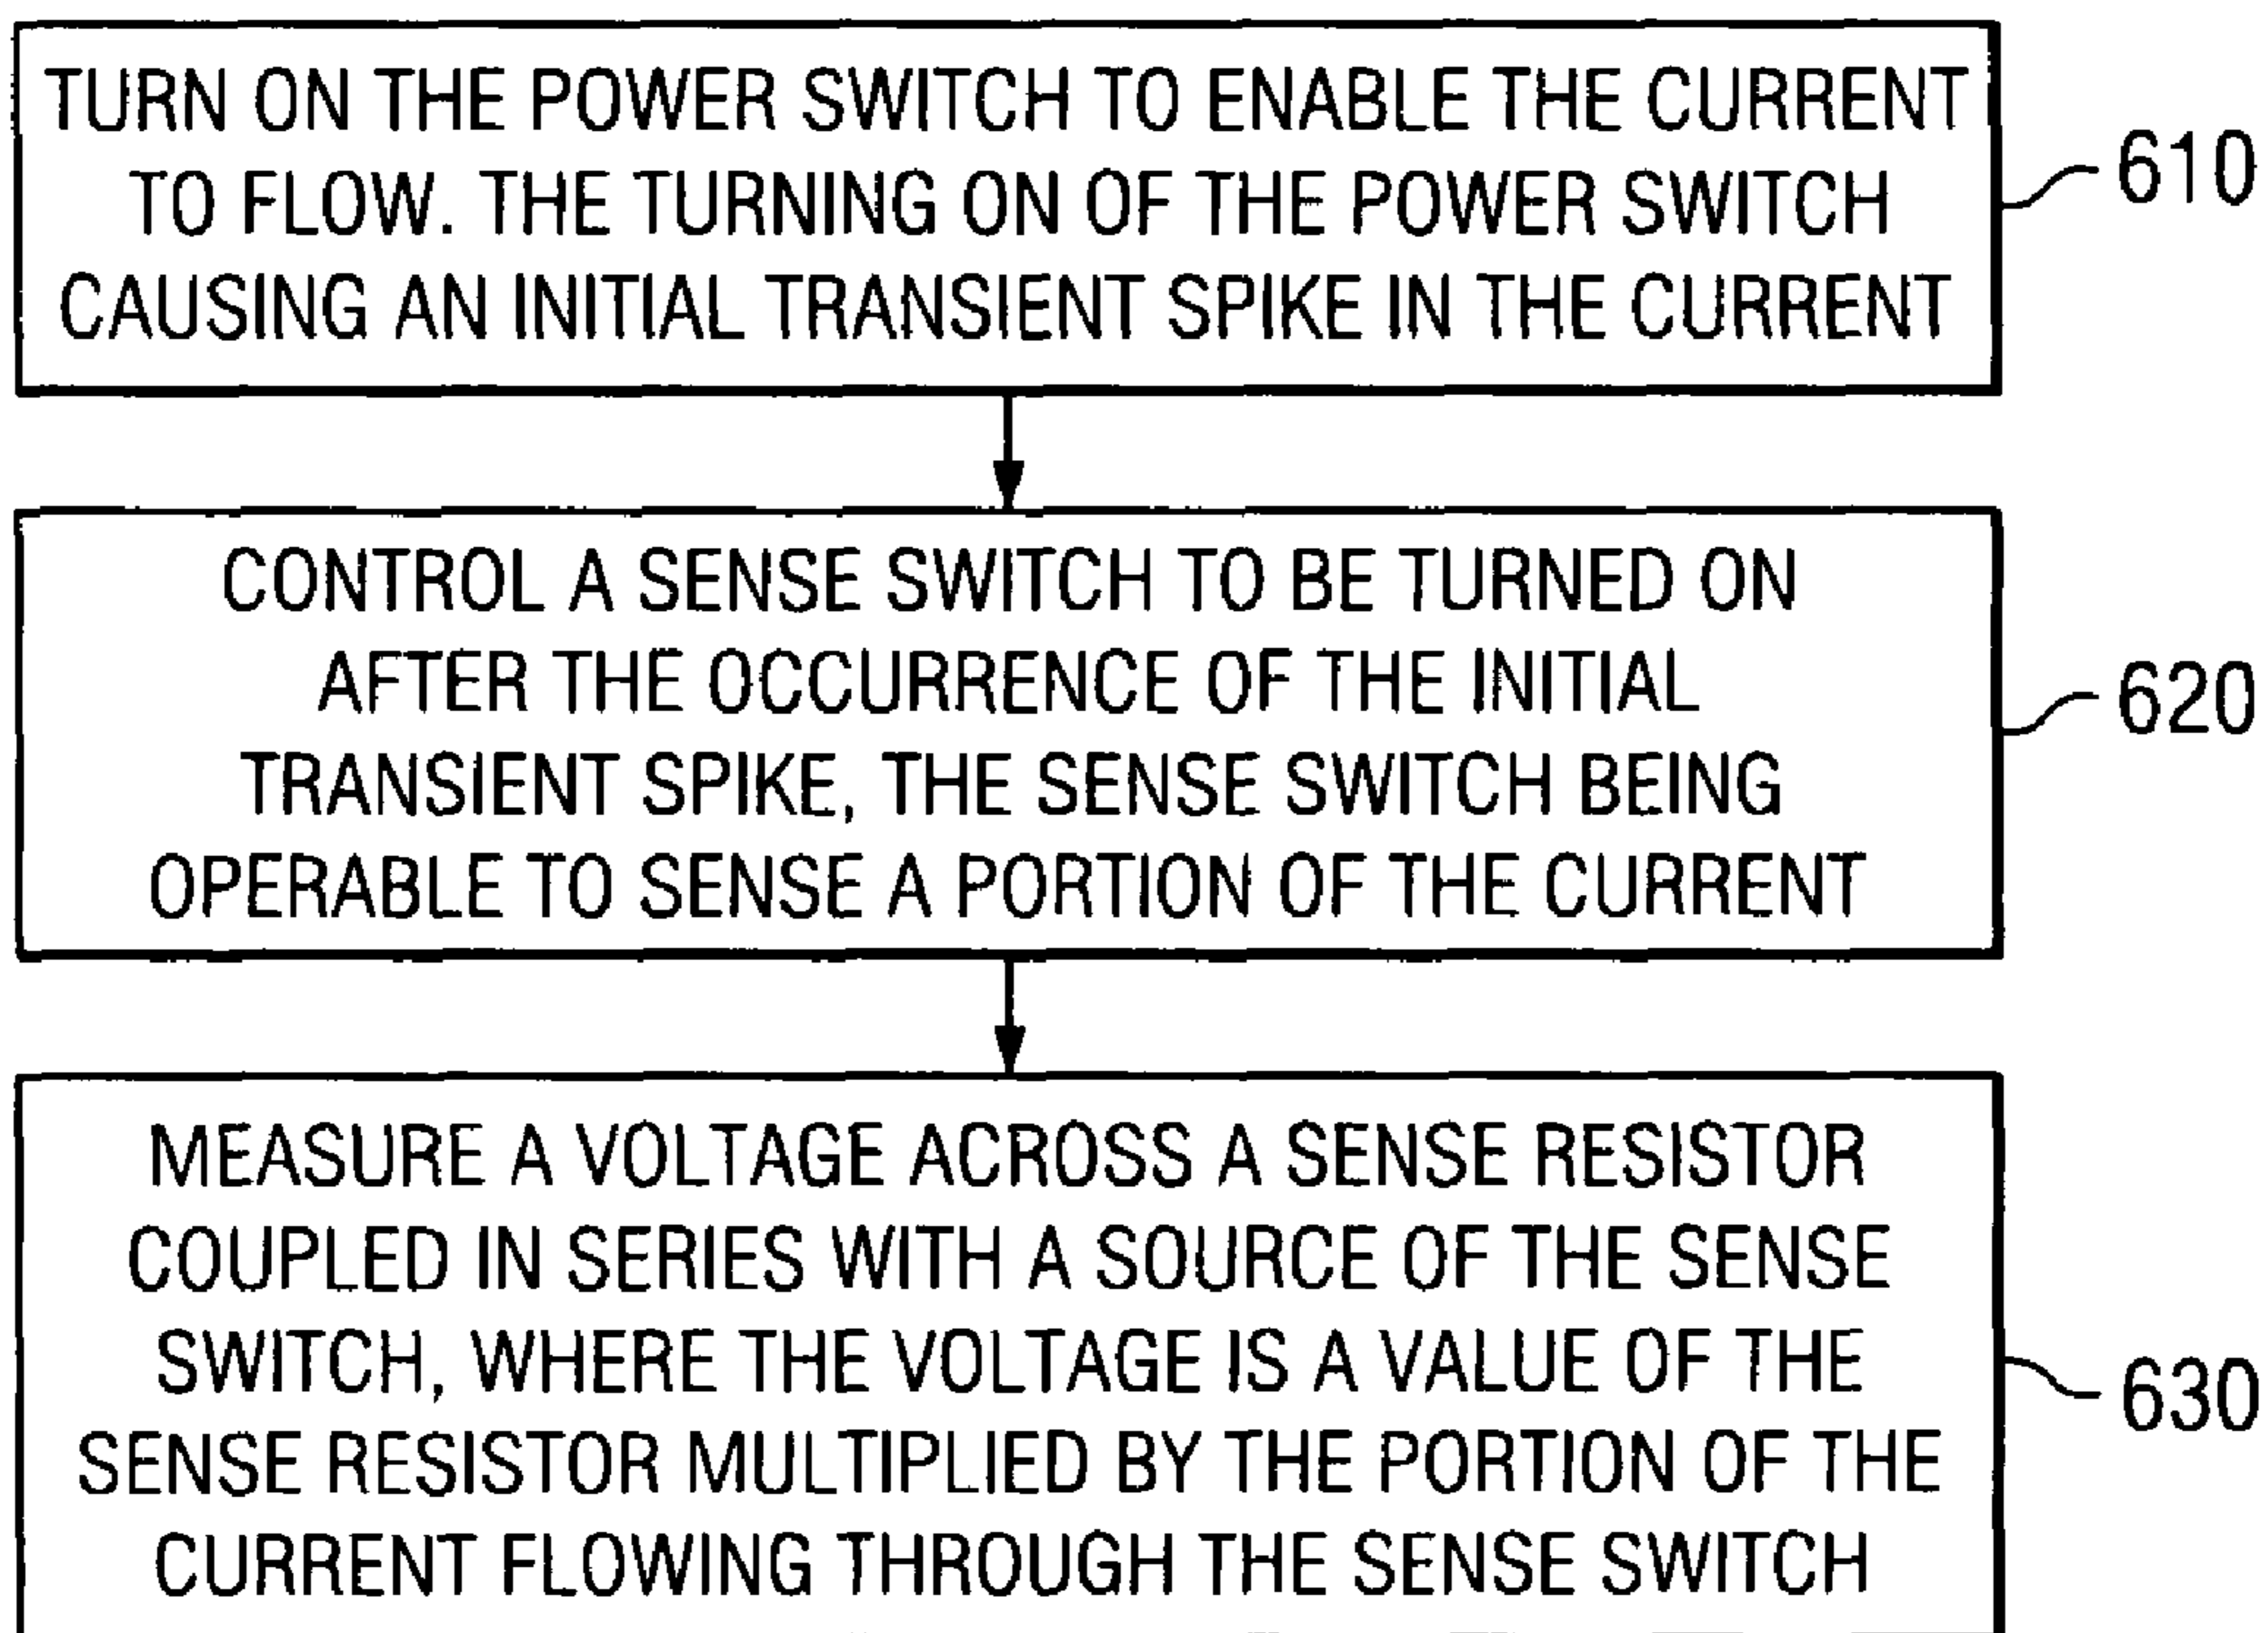 TURN ON THE POWER SWITCH TO ENABLE THE CURRENT
TO FLOW. THE TURNING ON OF THE POWER SWITCH
CAUSING AN INITIAL TRANSIENT SPIKE IN THE CURRENT
610
CONTROL A SENSE SWITCH TO BE TURNED ON
AFTER THE OCCURRENCE OF THE INITIAL
TRANSIENT SPIKE, THE SENSE SWITCH BEING
OPERABLE TO SENSE A PORTION OF THE CURRENT
620
MEASURE A VOLTAGE ACROSS A SENSE RESISTOR
COUPLED IN SERIES WITH A SOURCE OF THE SENSE
SWITCH, WHERE THE VOLTAGE IS A VALUE OF THE
SENSE RESISTOR MULTIPLIED BY THE PORTION OF THE
CURRENT FLOWING THROUGH THE SENSE SWITCH
630